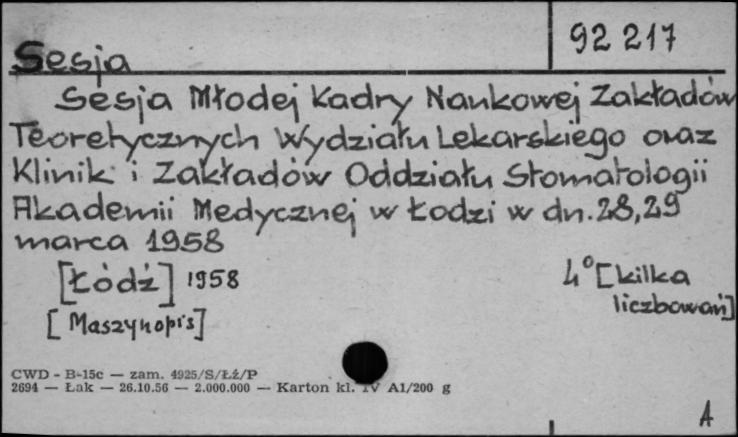 92 217
Sesja
Sesja Młodej Kadry Naukowej Zakładów
Teoretycznych Wydziału Lekarskiego oraz
Klinik i Zakładów Oddziału Stomatologii
Akademii Medycznej w Łodzi w dn. 28, 29
marca 1958
[Łódź] 1958
4° [kilka
liczbowań]
[Maszynopis]
CWD - B-15c — zam. 4925/S/Łź/P
2694 — Łak — 26.10.56 — 2.000.000 — Karton kl. IV A1/200 g
A